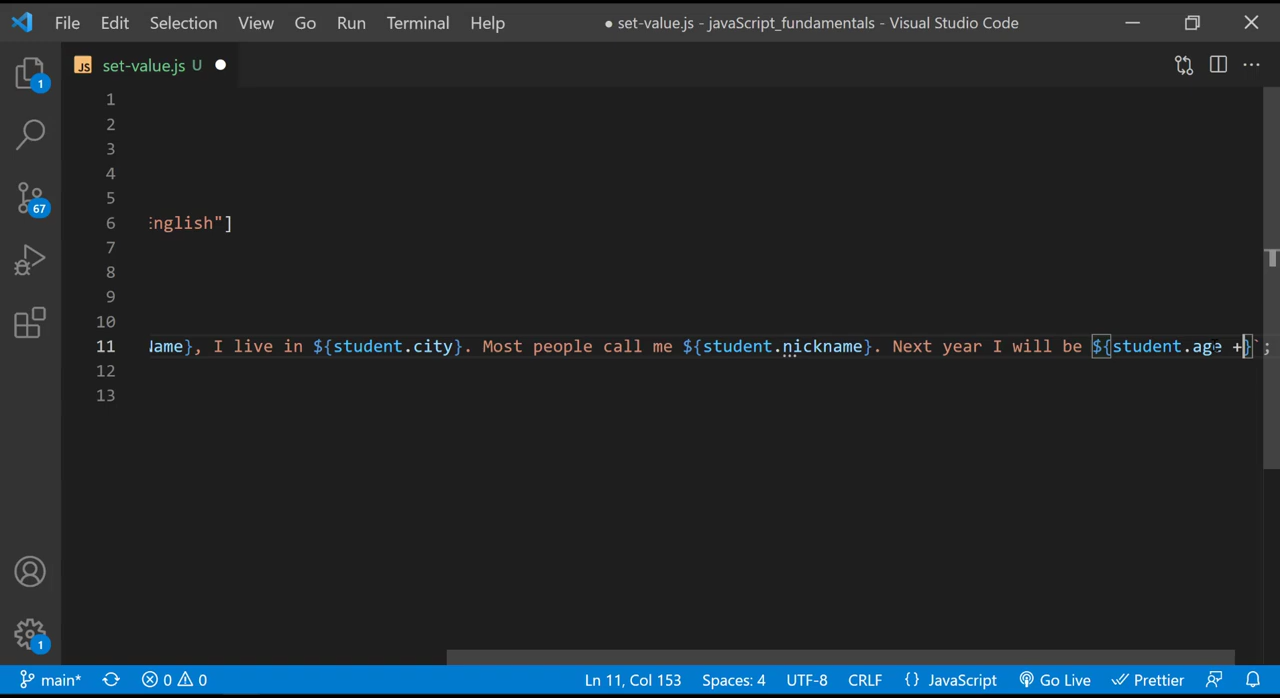 File Edit Selection View Go Run Terminal Help
● set-value.js - javaScript_fundamentals - Visual Studio Code
JS set-value.js U
1
1
2
3
4
5
6 English"]
7
8
9
10
11 Name}, I live in ${student.city}. Most people call me ${student.nickname}. Next year I will be ${student.age +}`;
12
13
67
1
main* 0 0 Ln 11, Col 153 Spaces: 4 UTF-8 CRLF {} JavaScript Go Live Prettier